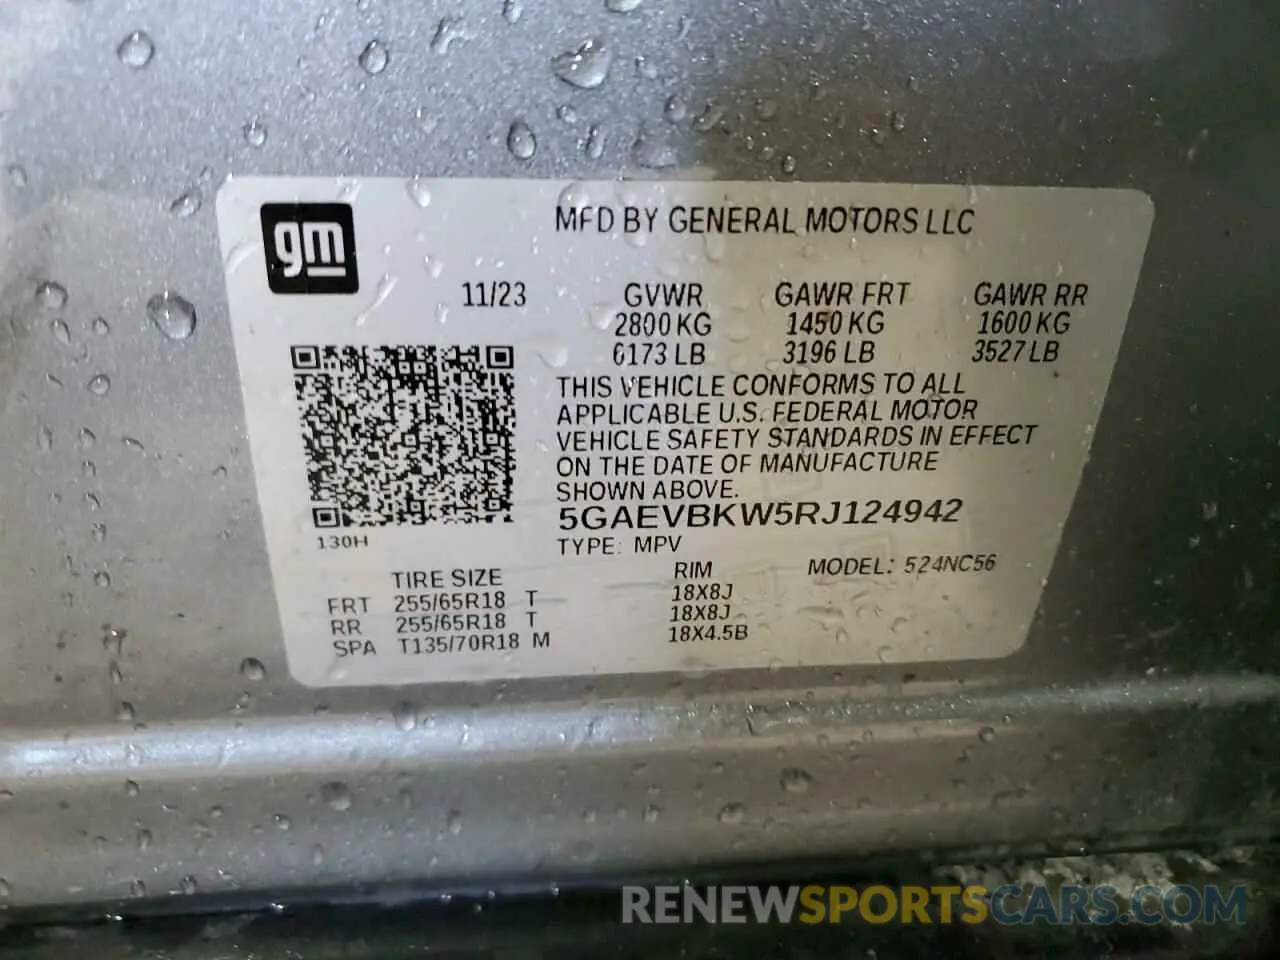 gm
MFD BY GENERAL MOTORS LLC
11/23 GVWR GAWR FRT GAWR RR
2800 KG 1450 KG 1600 KG
6173 LB 3196 LB 3527 LB
THIS VEHICLE CONFORMS TO ALL
APPLICABLE U.S. FEDERAL MOTOR
VEHICLE SAFETY STANDARDS IN EFFECT
ON THE DATE OF MANUFACTURE
SHOWN ABOVE.
5GAEVBKW5RJ124942
130H
TYPE: MPV
MODEL: 524NC56
TIRE SIZE RIM
FRT 255/65R18 T 18X8J
RR 255/65R18 T 18X8J
SPA T135/70R18 M 18X4.5B
RENEWSPORTSCARS.COM